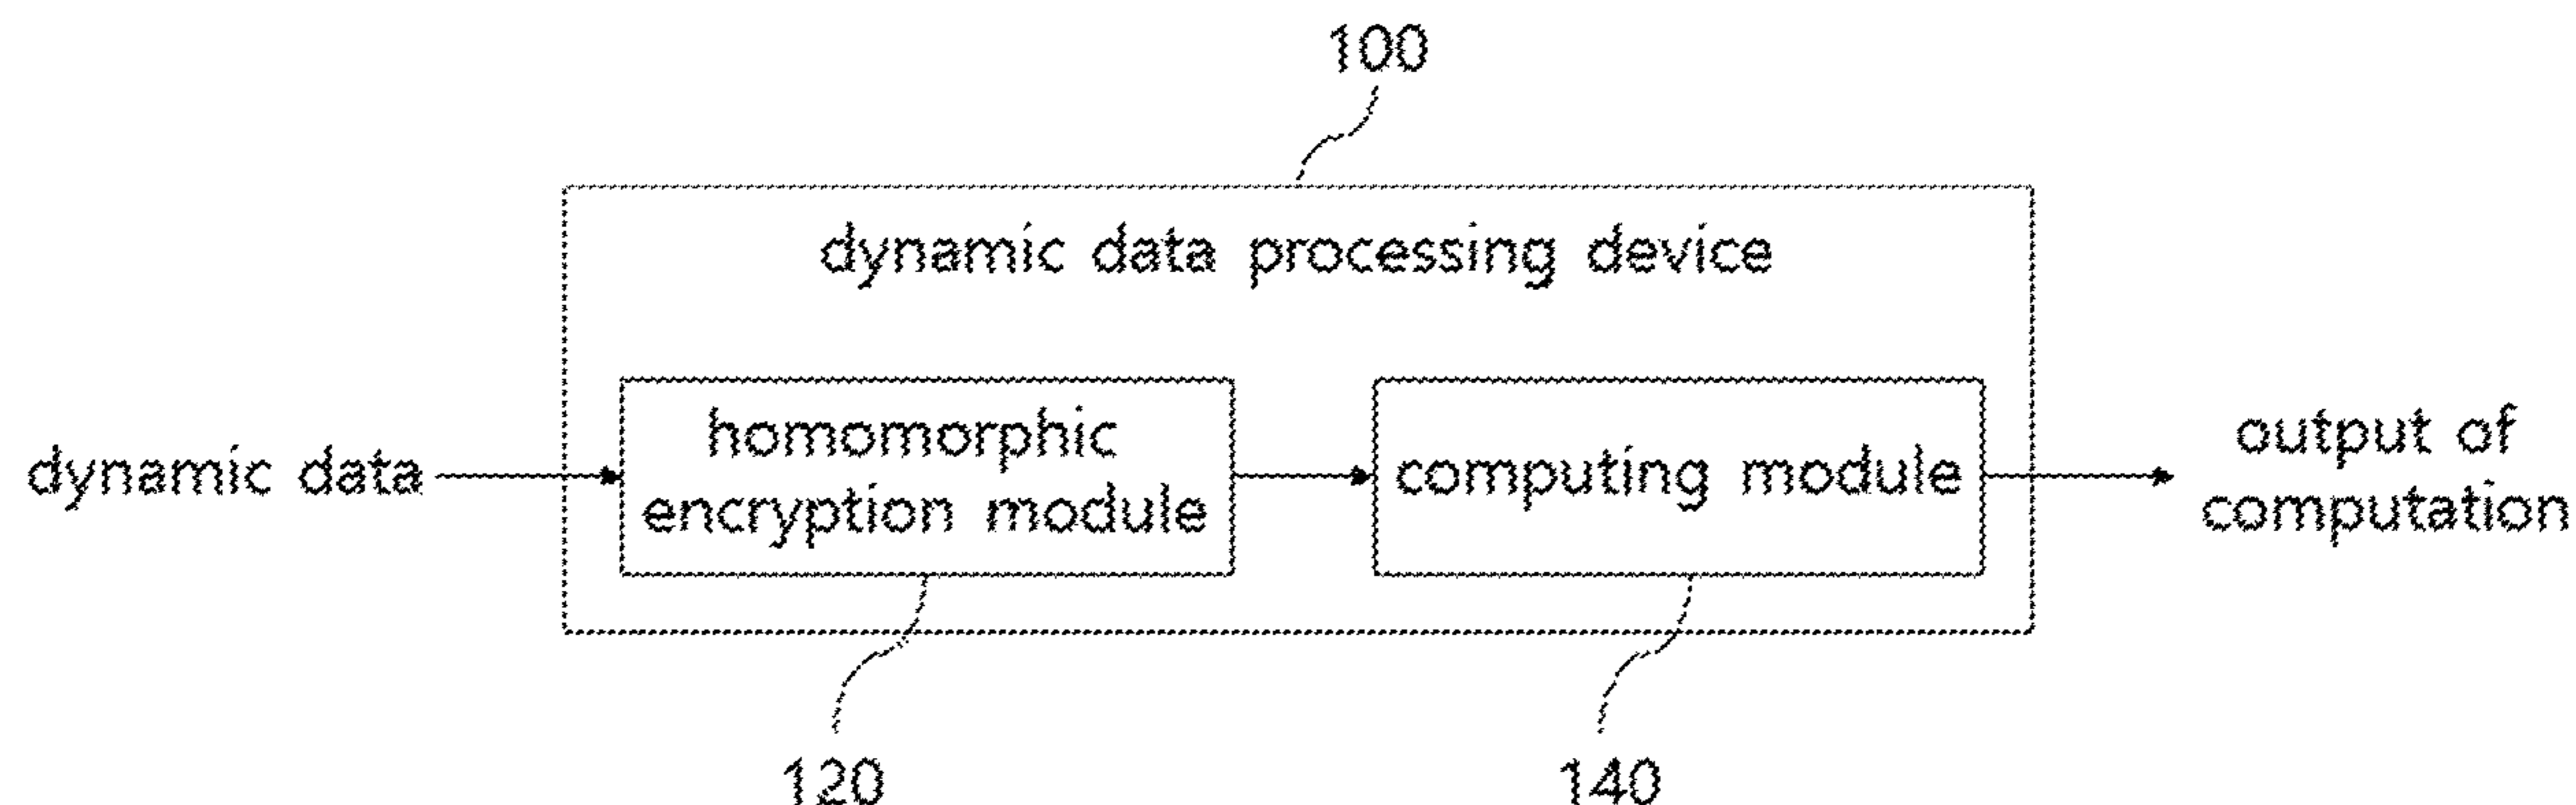 100
dynamic data processing device
dynamic data
homomorphic
encryption module
computing module
output of
computation
120
140